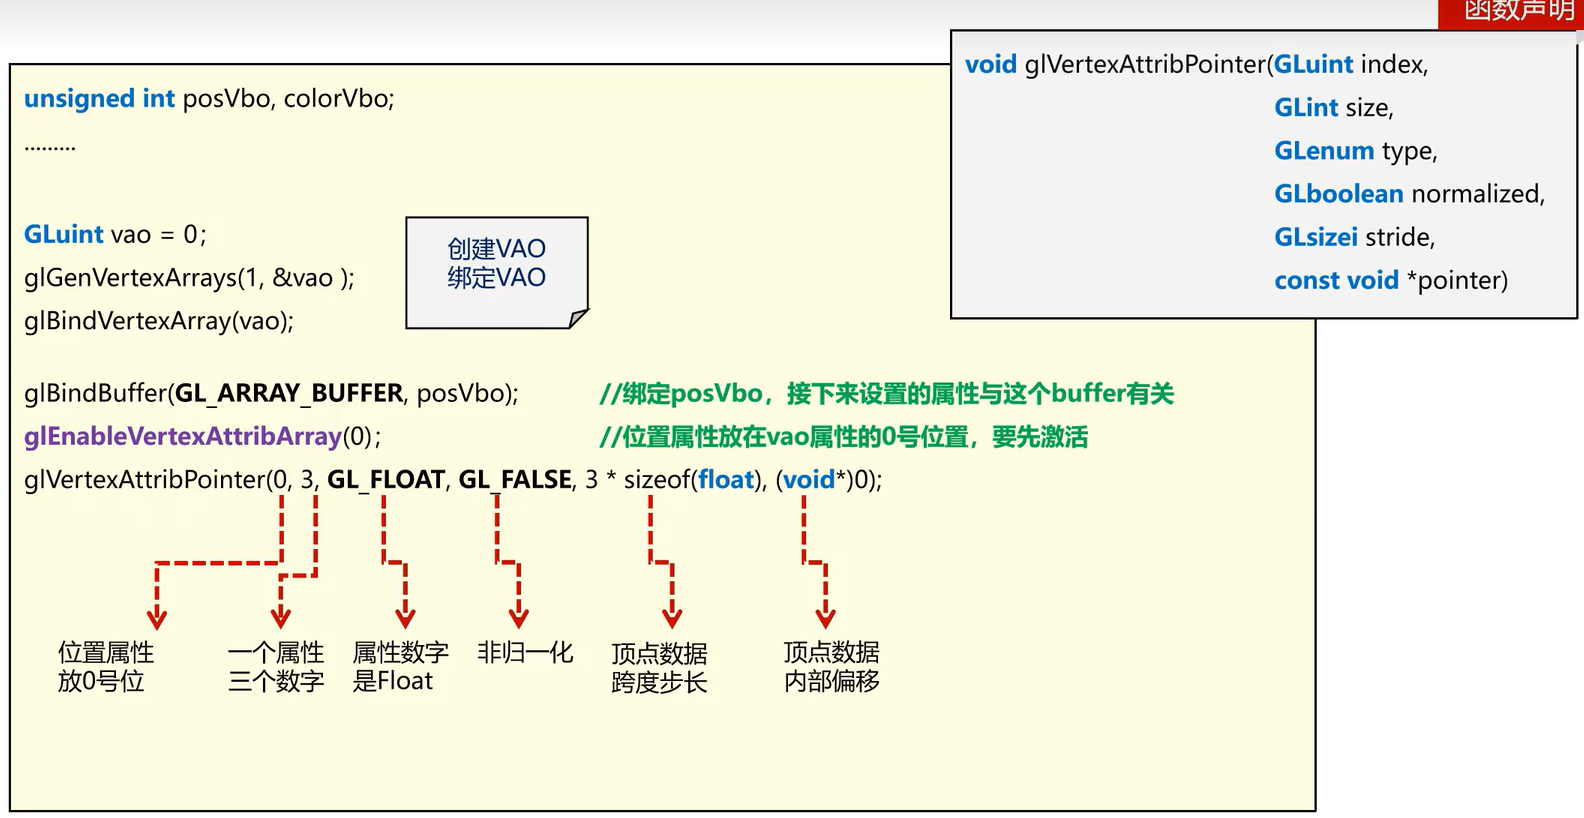 函数声明
void glVertexAttribPointer(GLuint index,
GLint size,
GLenum type,
GLboolean normalized,
GLsizei stride,
const void *pointer)
unsigned int posVbo, colorVbo;
.........
GLuint vao = 0;
glGenVertexArrays(1, &vao );
glBindVertexArray(vao);
创建VAO
绑定VAO
glBindBuffer(GL_ARRAY_BUFFER, posVbo); //绑定posVbo，接下来设置的属性与这个buffer有关
glEnableVertexAttribArray(0); //位置属性放在vao属性的0号位置，要先激活
glVertexAttribPointer(0, 3, GL_FLOAT, GL_FALSE, 3 * sizeof(float), (void*)0);
位置属性
放0号位
一个属性
三个数字
属性数字
是Float
非归一化
顶点数据
跨度步长
顶点数据
内部偏移